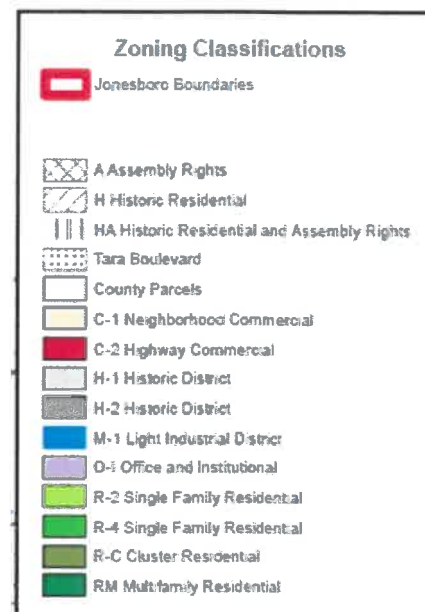 Zoning Classifications
Jonesboro Boundaries
A Assembly Rights
H Historic Residential
HA Historic Residential and Assembly Rights
Tara Boulevard
County Parcels
C-1 Neighborhood Commercial
C-2 Highway Commercial
H-1 Historic District
H-2 Historic District
M-1 Light Industrial District
O-I Office and Institutional
R-2 Single Family Residential
R-4 Single Family Residential
R-C Cluster Residential
RM Multifamily Residential